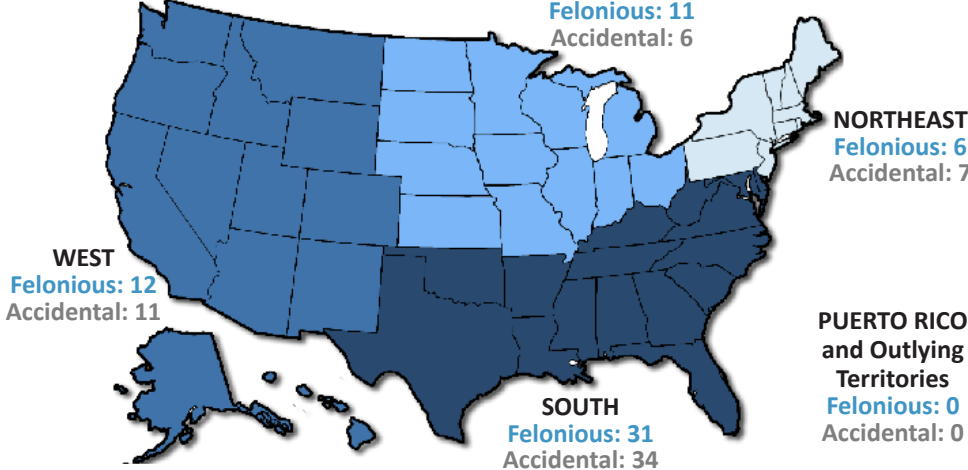 Felonious: 11
Accidental: 6
NORTHEAST
Felonious: 6
Accidental: 7
WEST
Felonious: 12
Accidental: 11
PUERTO RICO
and Outlying
Territories
Felonious: 0
Accidental: 0
SOUTH
Felonious: 31
Accidental: 34